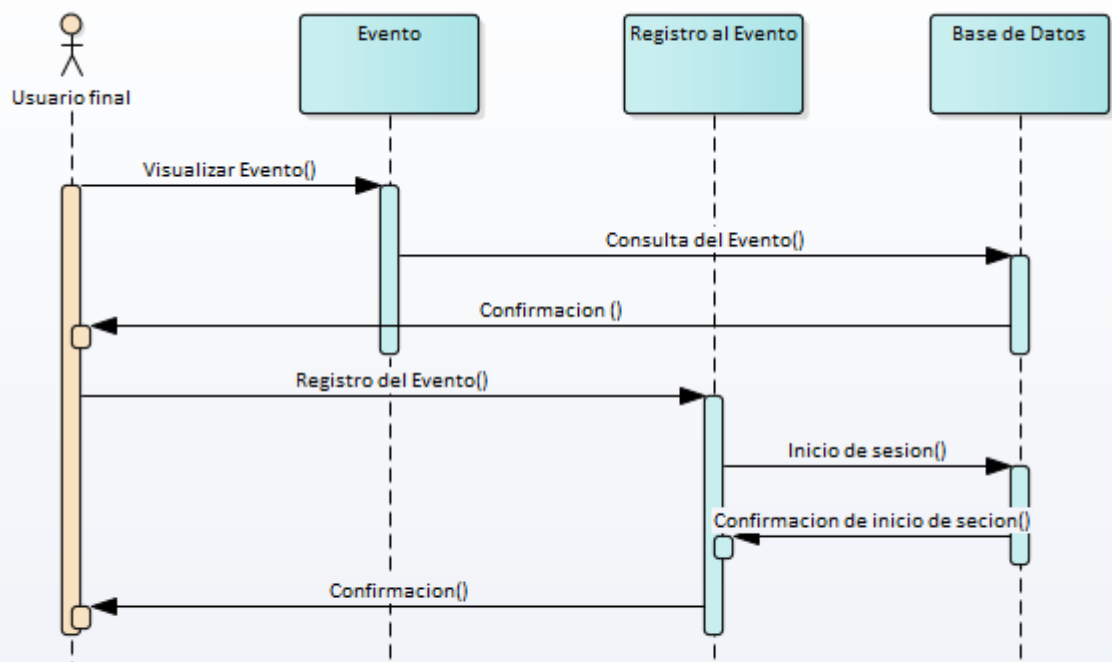 Evento
Registro al Evento
Base de Datos
Usuario final
Visualizar Evento()
Consulta del Evento()
Confirmacion ()
Registro del Evento()
Inicio de sesion()
Confirmacion de inicio de secion()
Confirmacion()